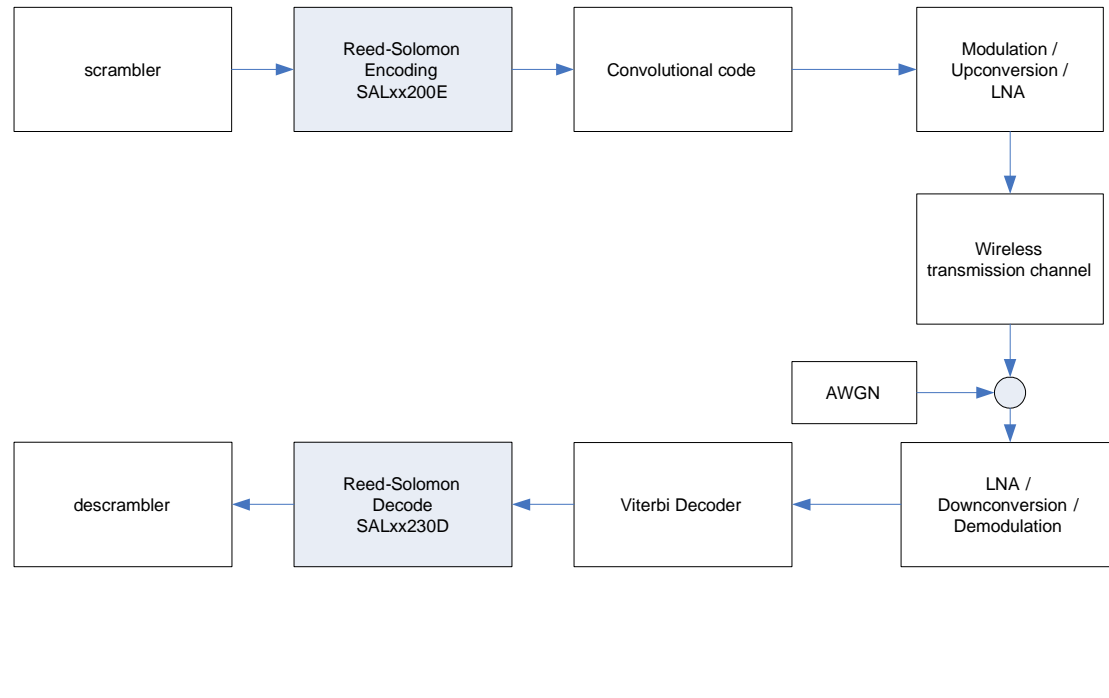 scrambler
Reed-Solomon
Encoding
SALxx200E
Convolutional code
Modulation /
Upconversion /
LNA
Wireless
transmission channel
AWGN
descrambler
Reed-Solomon
Decode
SALxx230D
Viterbi Decoder
LNA /
Downconversion /
Demodulation